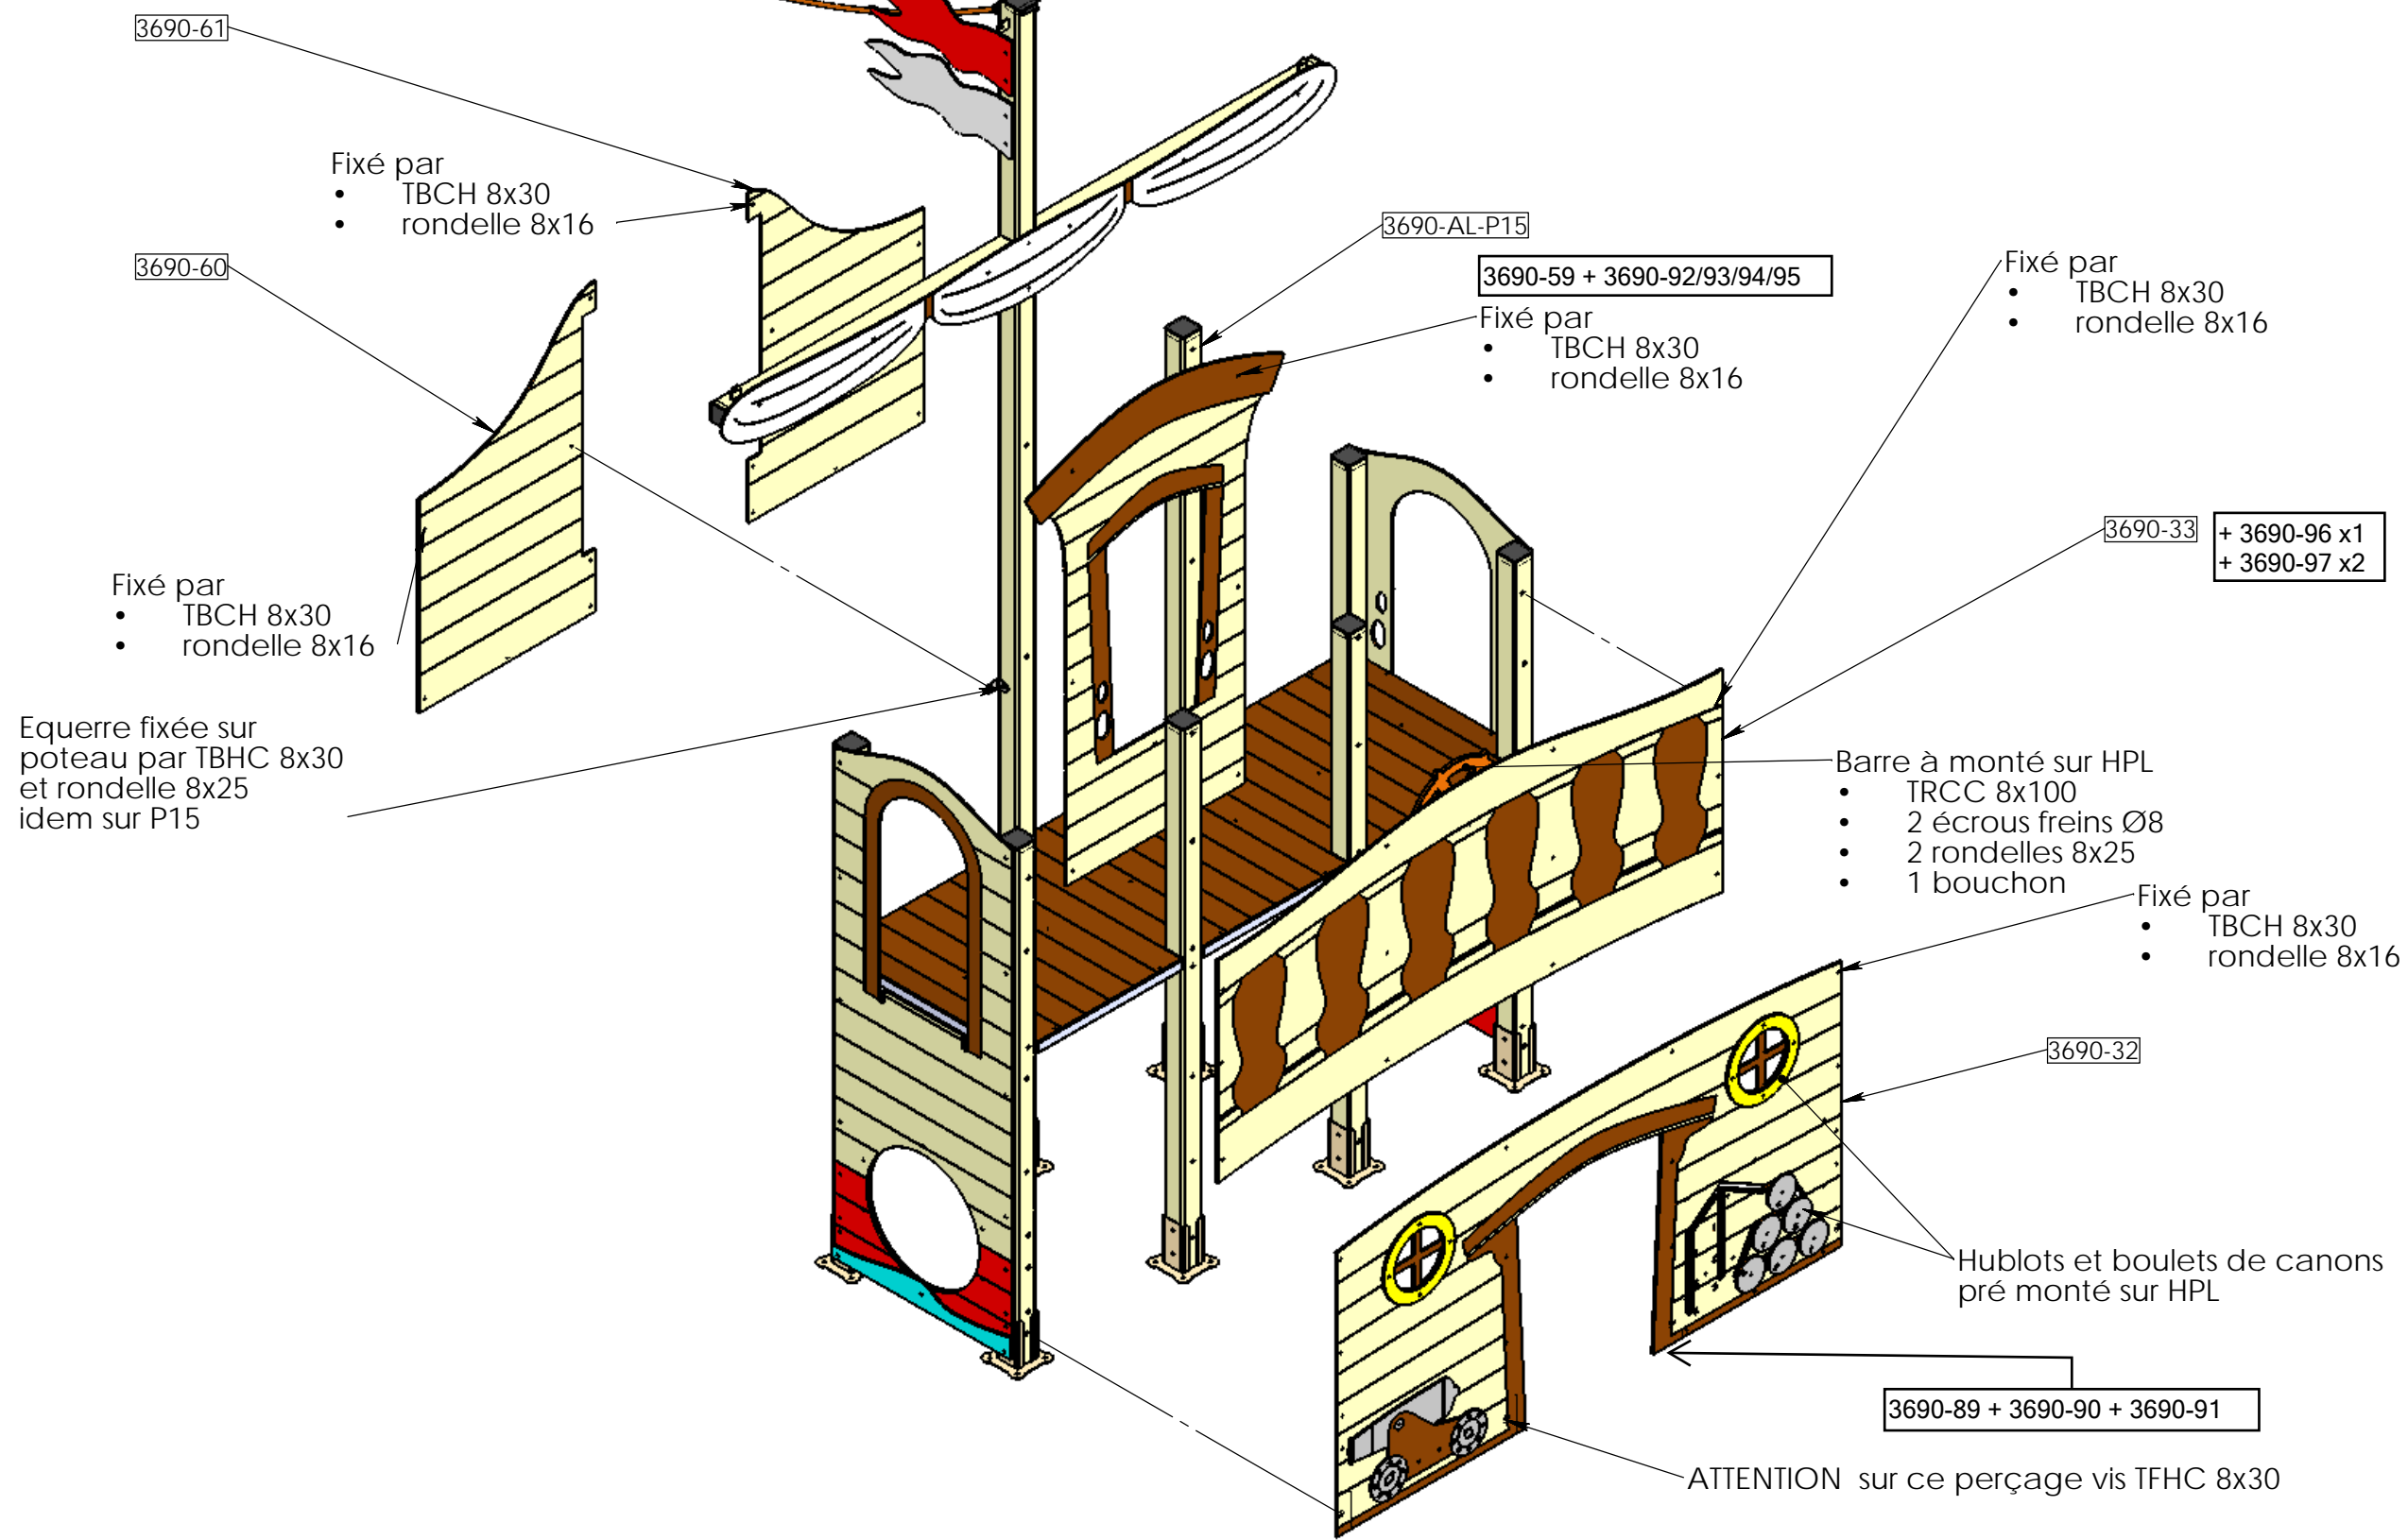 3690-61
Fixé par
• TBCH 8x30
• rondelle 8x16
3690-60
3690-AL-P15
3690-59 + 3690-92/93/94/95
Fixé par
• TBCH 8x30
• rondelle 8x16
Fixé par
• TBCH 8x30
• rondelle 8x16
3690-33
+ 3690-96 x1
+ 3690-97 x2
Fixé par
• TBCH 8x30
• rondelle 8x16
Equerre fixée sur
poteau par TBHC 8x30
et rondelle 8x25
idem sur P15
Barre à monté sur HPL
• TRCC 8x100
• 2 écrous freins Ø8
• 2 rondelles 8x25
• 1 bouchon
Fixé par
• TBCH 8x30
• rondelle 8x16
3690-32
Hublots et boulets de canons
pré monté sur HPL
3690-89 + 3690-90 + 3690-91
ATTENTION sur ce perçage vis TFHC 8x30